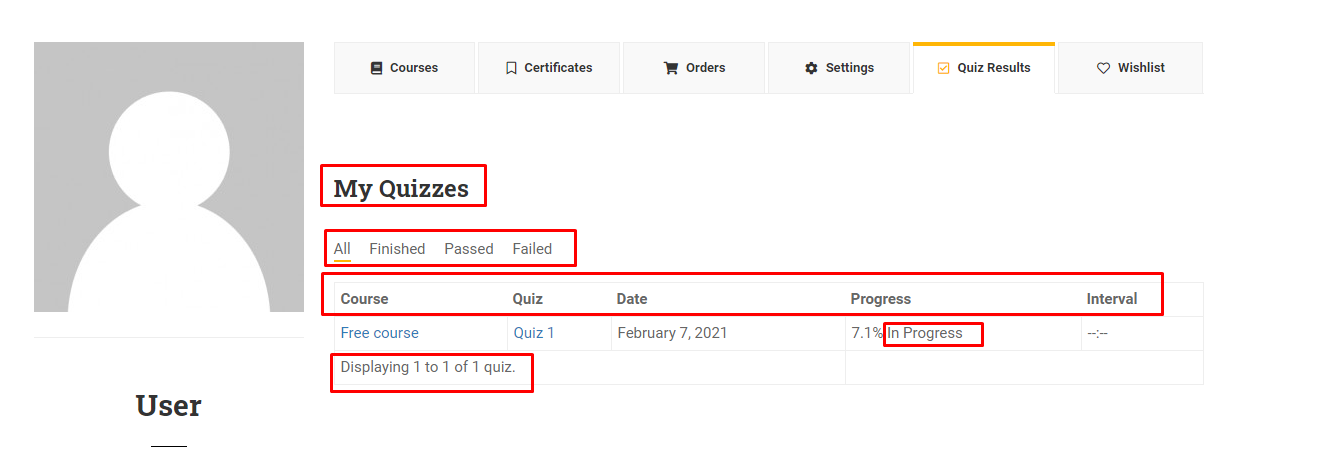 Courses Certificates Orders Settings Quiz Results Wishlist
My Quizzes
All Finished Passed Failed
Course Quiz Date Progress Interval
Free course Quiz 1 February 7, 2021 7.1% In Progress --:--
Displaying 1 to 1 of 1 quiz.
User